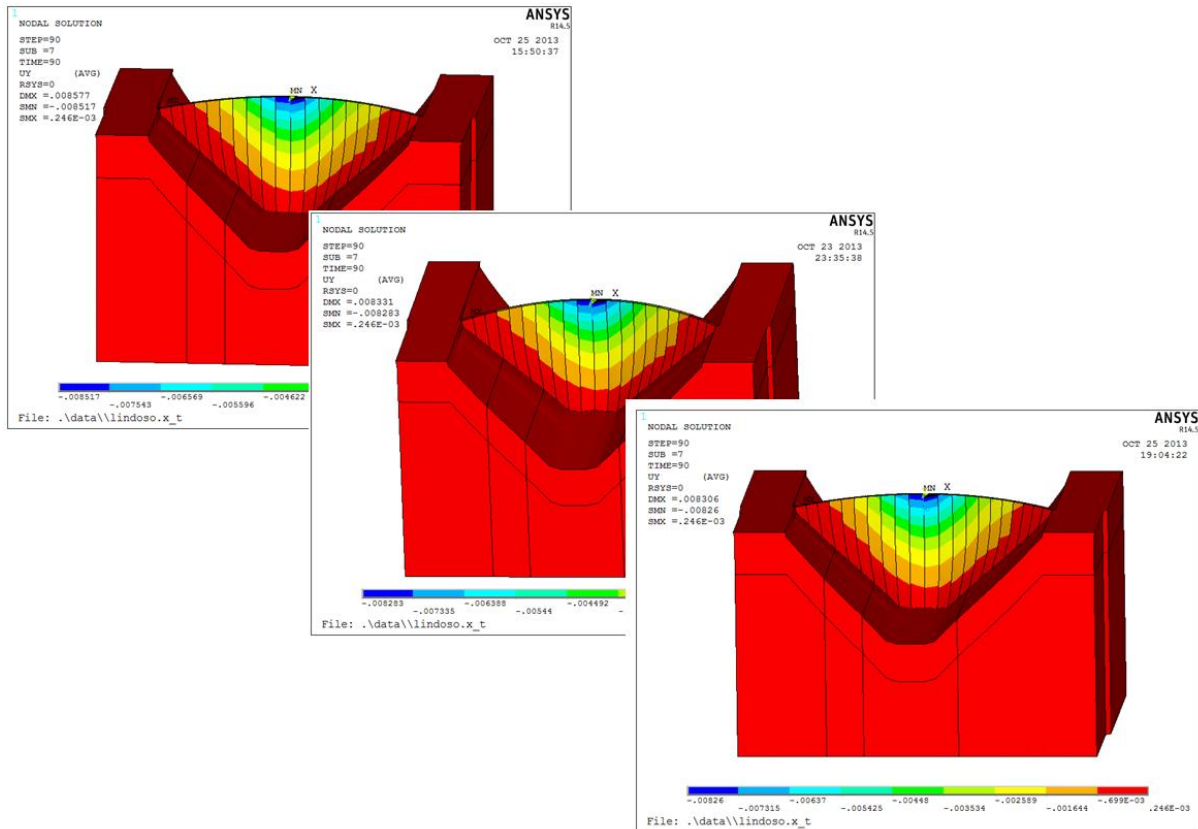 1
NODAL SOLUTION
STEP=90
SUB =7
TIME=90
UY (AVG)
RSYS=0
DMX =.008577
SMN =-.008517
SMX =.246E-03
ANSYS
R14.5
OCT 25 2013
15:50:37
MN X
-.008517 -.006569 -.004622
-.007543 -.005596
File: .\data\\lindoso.x_t
1
NODAL SOLUTION
STEP=90
SUB =7
TIME=90
UY (AVG)
RSYS=0
DMX =.008331
SMN =-.008283
SMX =.246E-03
ANSYS
R14.5
OCT 23 2013
23:35:38
MN X
-.008283 -.006388 -.004492
-.007335 -.00544
File: .\data\\lindoso.x_t
1
NODAL SOLUTION
STEP=90
SUB =7
TIME=90
UY (AVG)
RSYS=0
DMX =.008306
SMN =-.00826
SMX =.246E-03
ANSYS
R14.5
OCT 25 2013
19:04:22
MN X
-.00826 -.00637 -.00448 -.002589 -.699E-03
-.007315 -.005425 -.003534 -.001644 .246E-03
File: .\data\\lindoso.x_t